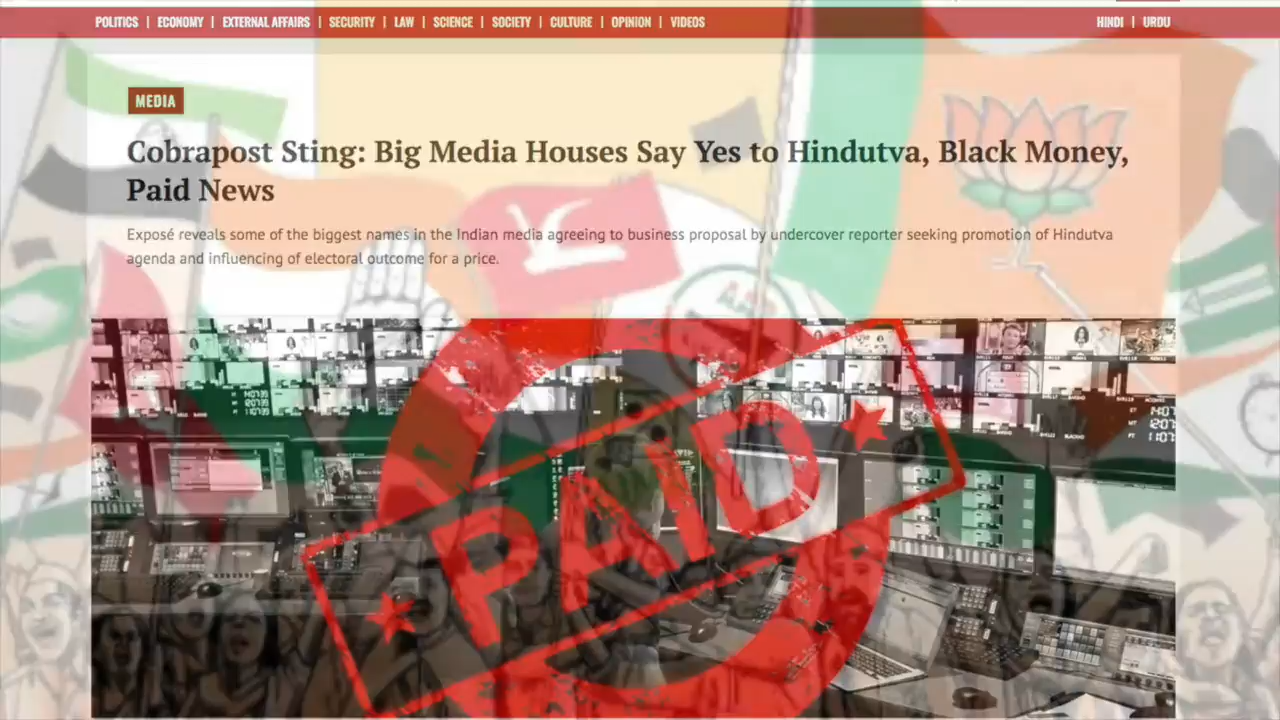 POLITICS | ECONOMY | EXTERNAL AFFAIRS | SECURITY | LAW | SCIENCE | SOCIETY | CULTURE | OPINION | VIDEOS
HINDI | URDU
MEDIA
Cobrapost Sting: Big Media Houses Say Yes to Hindutva, Black Money,
Paid News
Exposé reveals some of the biggest names in the Indian media agreeing to business proposal by undercover reporter seeking promotion of Hindutva
agenda and influencing of electoral outcome for a price.
PAID